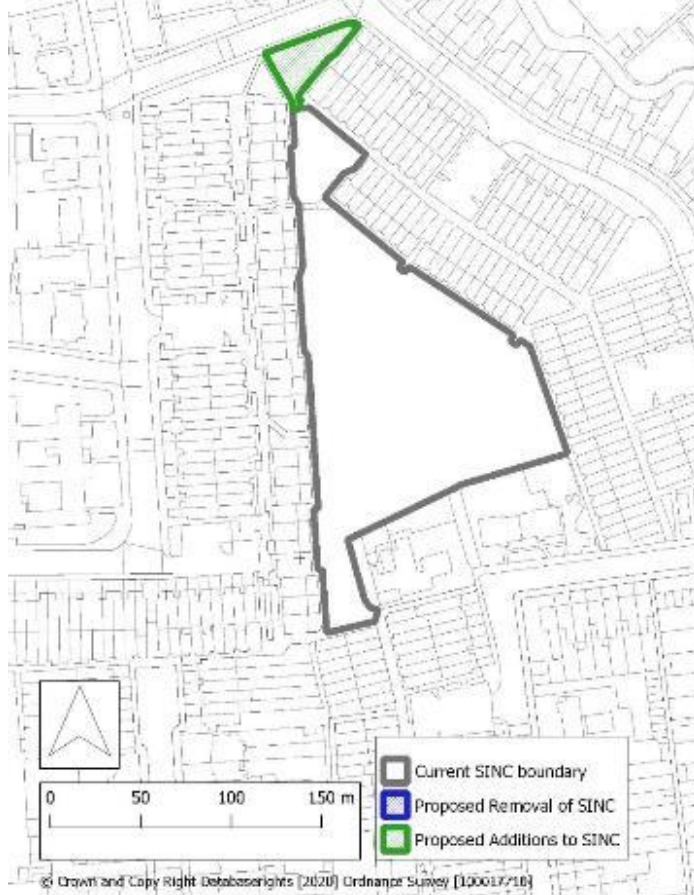 0 50 100 150 m
Current SINC boundary
Proposed Removal of SINC
Proposed Additions to SINC
© Crown and Copy Right Databaserights [2020] Ordnance Survey